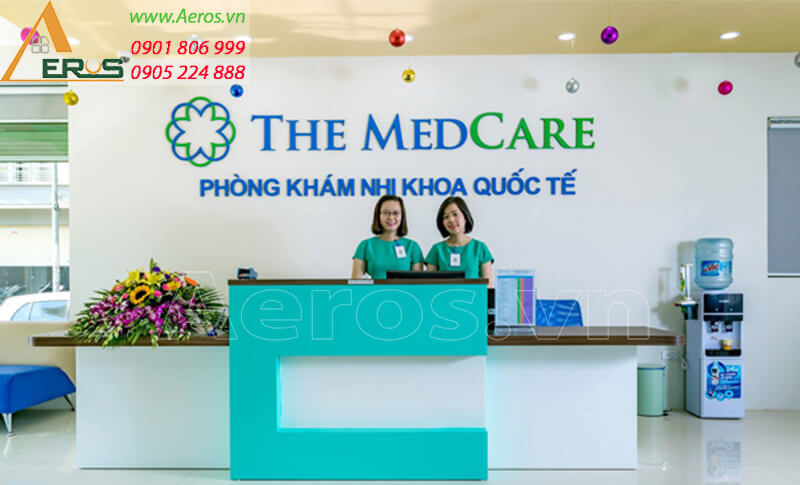 www.Aeros.vn
AEROS
0901 806 999
0905 224 888
THE MEDCARE
PHÒNG KHÁM NHI KHOA QUỐC TẾ
Aeros.vn